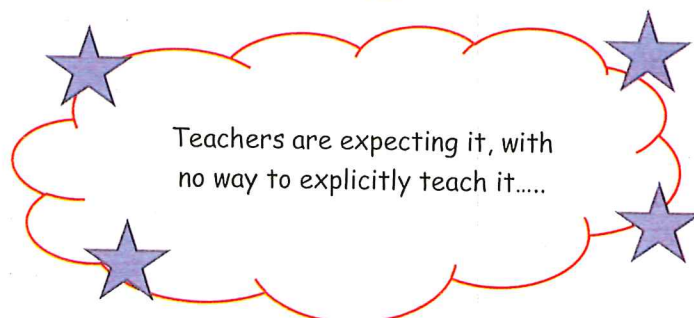 Teachers are expecting it, with
no way to explicitly teach it.....